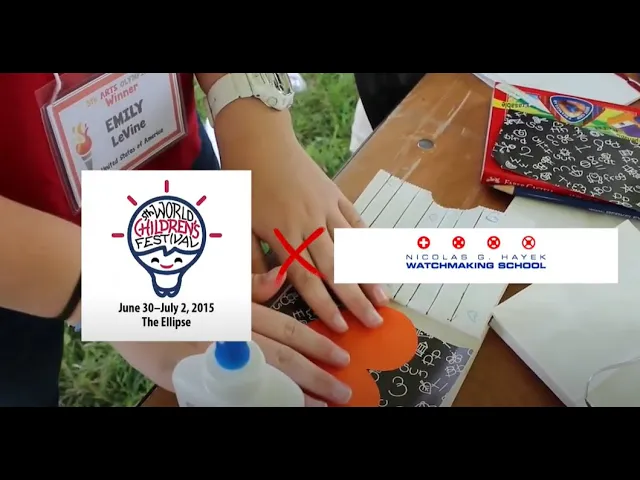 5th ARTS OLYMPIAD
Winner
EMILY
LeVine
United States of America
5TH WORLD
CHILDREN'S
FESTIVAL
June 30–July 2, 2015
The Ellipse
X
NICOLAS G. HAYEK
WATCHMAKING SCHOOL